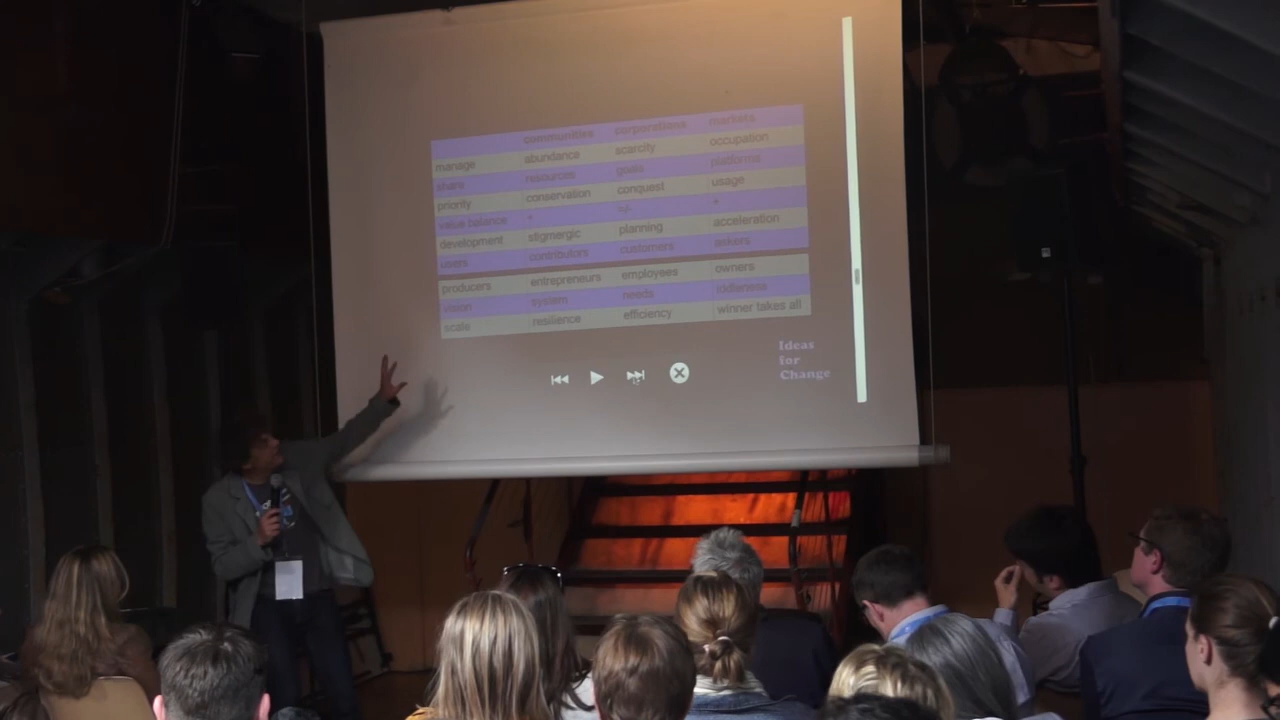 communities corporations markets
manage abundance scarcity occupation
share resources goals platforms
priority conservation conquest usage
value balance
development stigmergic planning acceleration
users contributors customers askers
producers entrepreneurs employees owners
vision system needs iddleness
scale resilience efficiency winner takes all
Ideas
for
Change